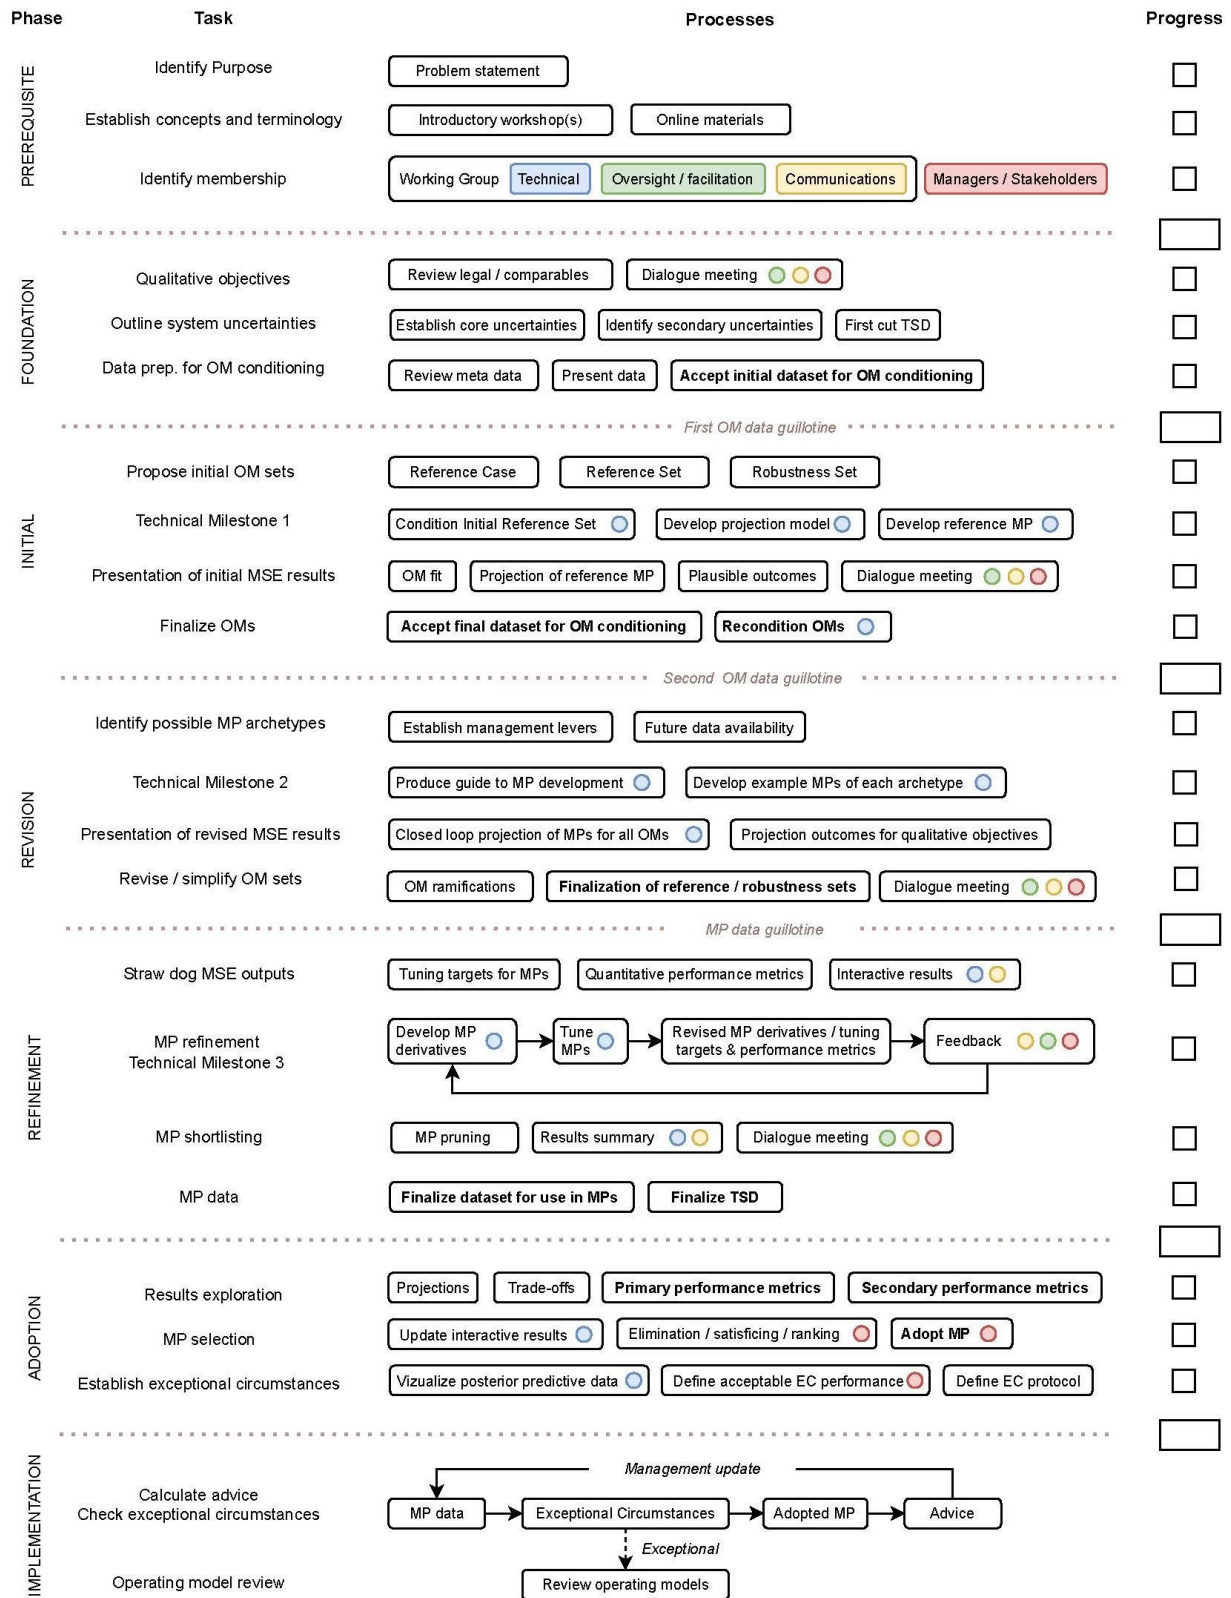 Phase Task Processes Progress
PREREQUISITE
Identify Purpose Problem statement
Establish concepts and terminology Introductory workshop(s) Online materials
Identify membership Working Group Technical Oversight / facilitation Communications Managers / Stakeholders
FOUNDATION
Qualitative objectives Review legal / comparables Dialogue meeting
Outline system uncertainties Establish core uncertainties Identify secondary uncertainties First cut TSD
Data prep. for OM conditioning Review meta data Present data Accept initial dataset for OM conditioning
First OM data guillotine
INITIAL
Propose initial OM sets Reference Case Reference Set Robustness Set
Technical Milestone 1 Condition Initial Reference Set Develop projection model Develop reference MP
Presentation of initial MSE results OM fit Projection of reference MP Plausible outcomes Dialogue meeting
Finalize OMs Accept final dataset for OM conditioning Recondition OMs
Second OM data guillotine
REVISION
Identify possible MP archetypes Establish management levers Future data availability
Technical Milestone 2 Produce guide to MP development Develop example MPs of each archetype
Presentation of revised MSE results Closed loop projection of MPs for all OMs Projection outcomes for qualitative objectives
Revise / simplify OM sets OM ramifications Finalization of reference / robustness sets Dialogue meeting
MP data guillotine
REFINEMENT
Straw dog MSE outputs Tuning targets for MPs Quantitative performance metrics Interactive results
MP refinement
Technical Milestone 3
Develop MP
derivatives
Tune
MPs
Revised MP derivatives / tuning
targets & performance metrics
Feedback
MP shortlisting MP pruning Results summary Dialogue meeting
MP data Finalize dataset for use in MPs Finalize TSD
ADOPTION
Results exploration Projections Trade-offs Primary performance metrics Secondary performance metrics
MP selection Update interactive results Elimination / satisficing / ranking Adopt MP
Establish exceptional circumstances Vizualize posterior predictive data Define acceptable EC performance Define EC protocol
IMPLEMENTATION
Management update
Calculate advice
Check exceptional circumstances
MP data Exceptional Circumstances Adopted MP Advice
Exceptional
Operating model review Review operating models